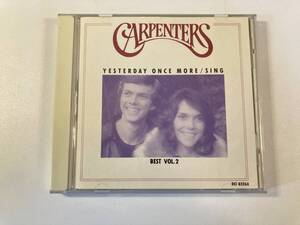 CARPENTERS
YESTERDAY ONCE MORE/SING
BEST VOL.2